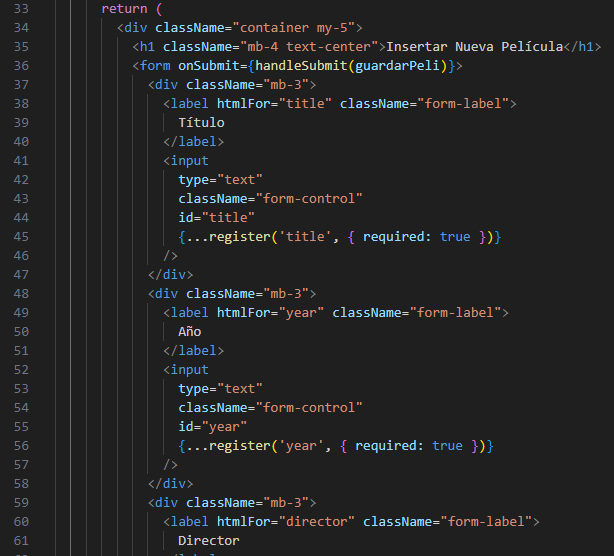 33 return (
34 <div className="container my-5">
35 <h1 className="mb-4 text-center">Insertar Nueva Película</h1>
36 <form onSubmit={handleSubmit(guardarPeli)}>
37 <div className="mb-3">
38 <label htmlFor="title" className="form-label">
39 Título
40 </label>
41 <input
42 type="text"
43 className="form-control"
44 id="title"
45 {...register('title', { required: true })}
46 />
47 </div>
48 <div className="mb-3">
49 <label htmlFor="year" className="form-label">
50 Año
51 </label>
52 <input
53 type="text"
54 className="form-control"
55 id="year"
56 {...register('year', { required: true })}
57 />
58 </div>
59 <div className="mb-3">
60 <label htmlFor="director" className="form-label">
61 Director